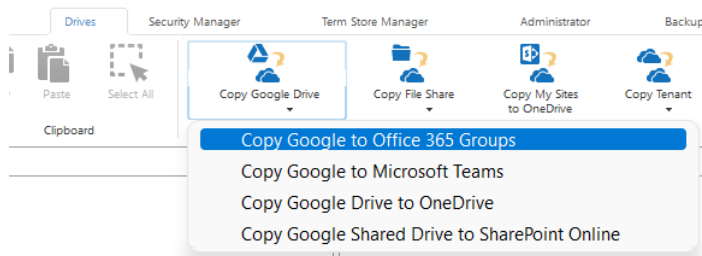 Drives
Security Manager
Term Store Manager
Administrator
Backup
Paste
Select All
Copy Google Drive
Copy File Share
Copy My Sites
to OneDrive
Copy Tenant
Clipboard
Copy Google to Office 365 Groups
Copy Google to Microsoft Teams
Copy Google Drive to OneDrive
Copy Google Shared Drive to SharePoint Online